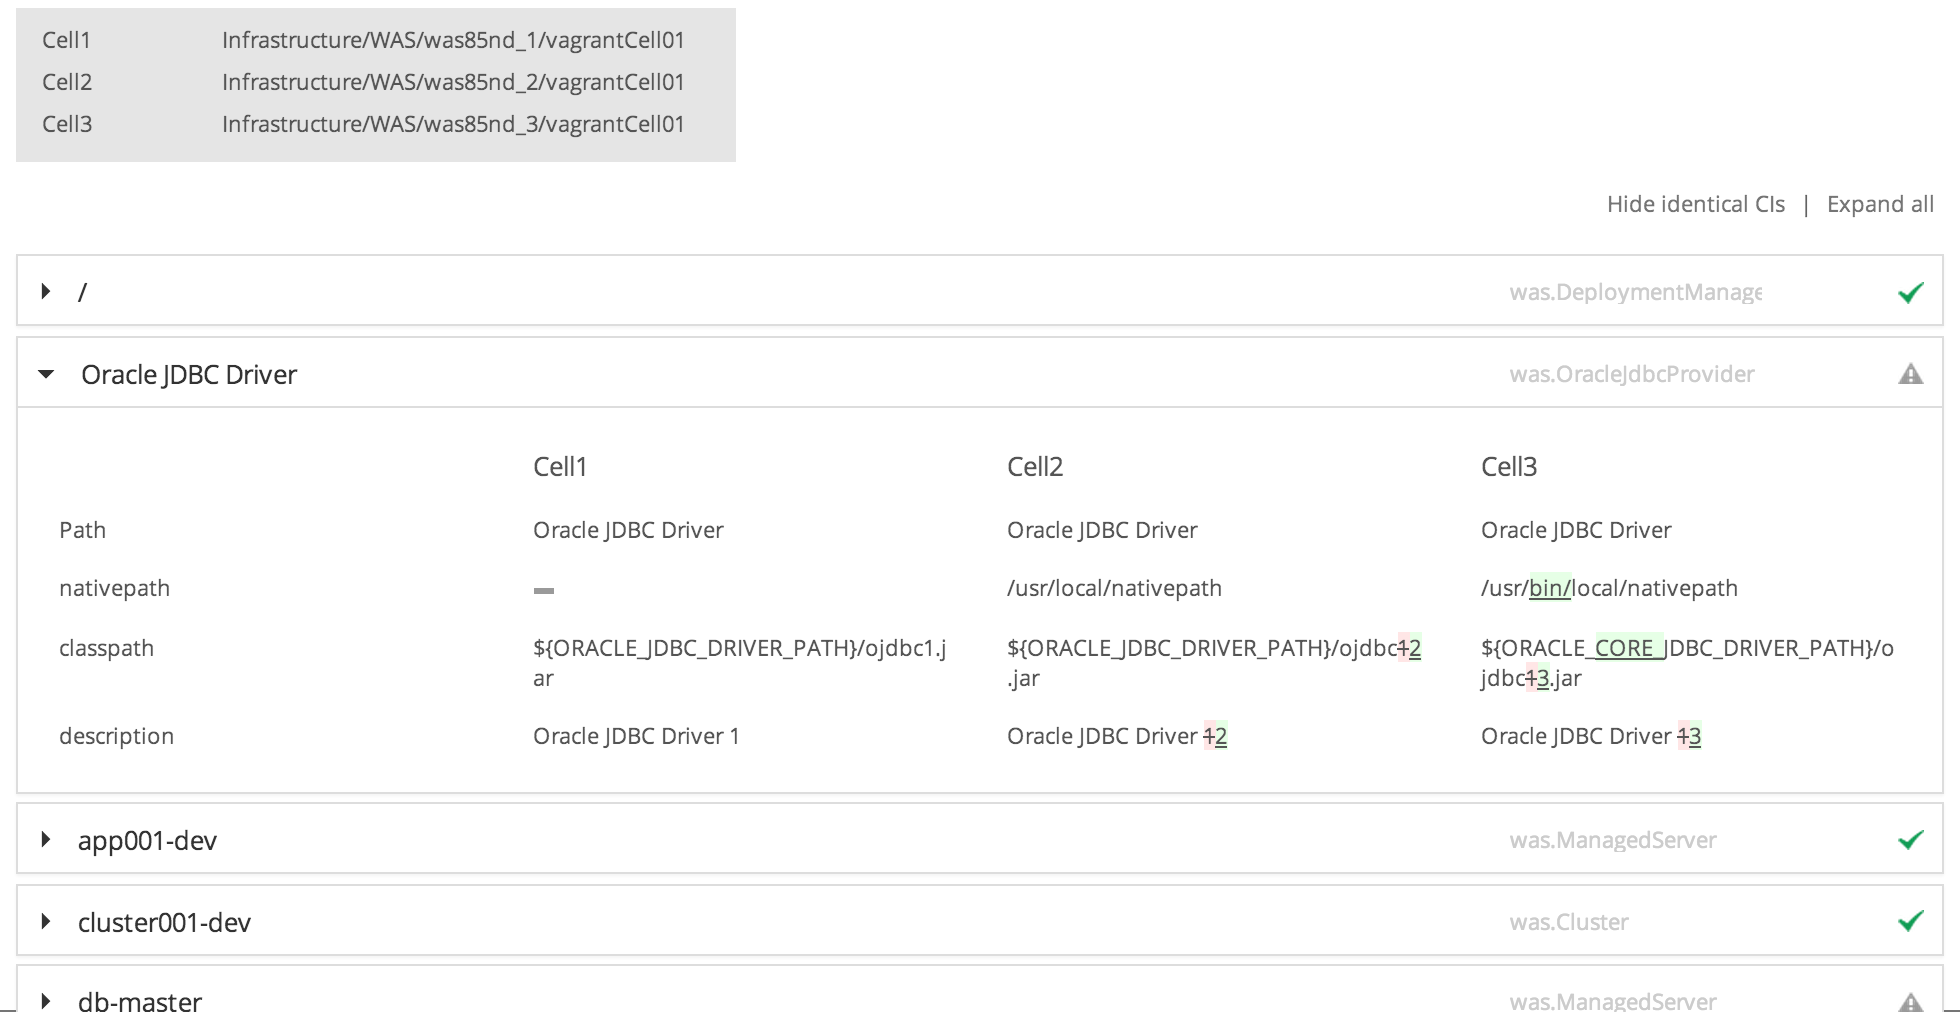 Cell1 Infrastructure/WAS/was85nd_1/vagrantCell01
Cell2 Infrastructure/WAS/was85nd_2/vagrantCell01
Cell3 Infrastructure/WAS/was85nd_3/vagrantCell01
Hide identical CIs | Expand all
/ was.DeploymentManage
Oracle JDBC Driver was.OracleJdbcProvider
Cell1 Cell2 Cell3
Path Oracle JDBC Driver Oracle JDBC Driver Oracle JDBC Driver
nativepath /usr/local/nativepath /usr/bin/local/nativepath
classpath ${ORACLE_JDBC_DRIVER_PATH}/ojdbc1.j ${ORACLE_JDBC_DRIVER_PATH}/ojdbc12 ${ORACLE_CORE_JDBC_DRIVER_PATH}/o
ar .jar jdbc13.jar
description Oracle JDBC Driver 1 Oracle JDBC Driver 12 Oracle JDBC Driver 13
app001-dev was.ManagedServer
cluster001-dev was.Cluster
db-master was.ManagedServer